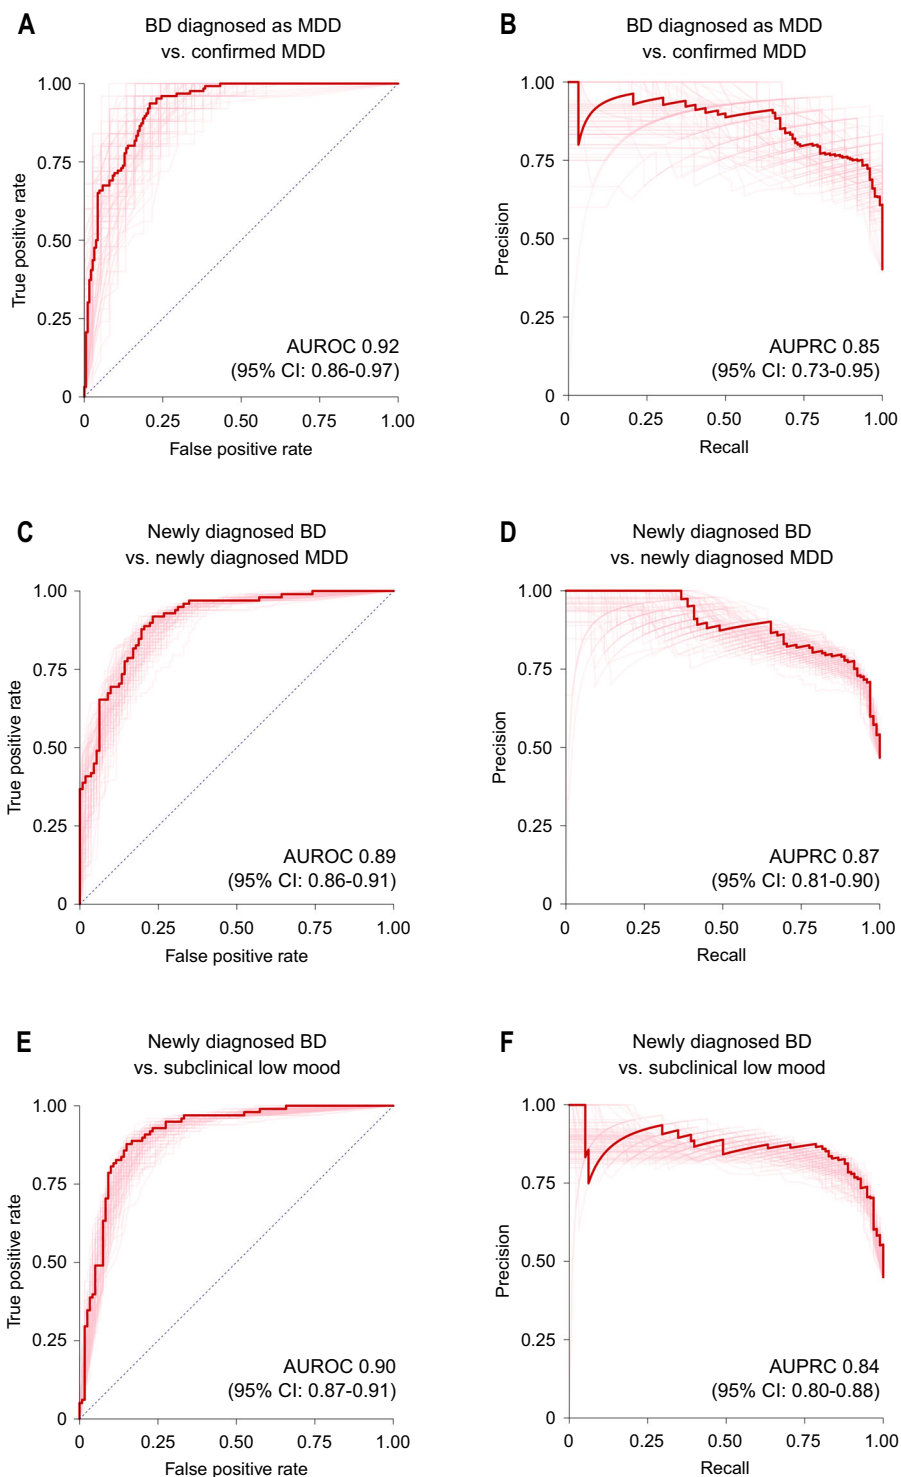 A
BD diagnosed as MDD
vs. confirmed MDD
True positive rate
1.00
0.75
0.50
0.25
0
AUROC 0.92
(95% CI: 0.86-0.97)
0 0.25 0.50 0.75 1.00
False positive rate
B
BD diagnosed as MDD
vs. confirmed MDD
Precision
1.00
0.75
0.50
0.25
0
AUPRC 0.85
(95% CI: 0.73-0.95)
0 0.25 0.50 0.75 1.00
Recall
C
Newly diagnosed BD
vs. newly diagnosed MDD
True positive rate
1.00
0.75
0.50
0.25
0
AUROC 0.89
(95% CI: 0.86-0.91)
0 0.25 0.50 0.75 1.00
False positive rate
D
Newly diagnosed BD
vs. newly diagnosed MDD
Precision
1.00
0.75
0.50
0.25
0
AUPRC 0.87
(95% CI: 0.81-0.90)
0 0.25 0.50 0.75 1.00
Recall
E
Newly diagnosed BD
vs. subclinical low mood
True positive rate
1.00
0.75
0.50
0.25
0
AUROC 0.90
(95% CI: 0.87-0.91)
0 0.25 0.50 0.75 1.00
False positive rate
F
Newly diagnosed BD
vs. subclinical low mood
Precision
1.00
0.75
0.50
0.25
0
AUPRC 0.84
(95% CI: 0.80-0.88)
0 0.25 0.50 0.75 1.00
Recall